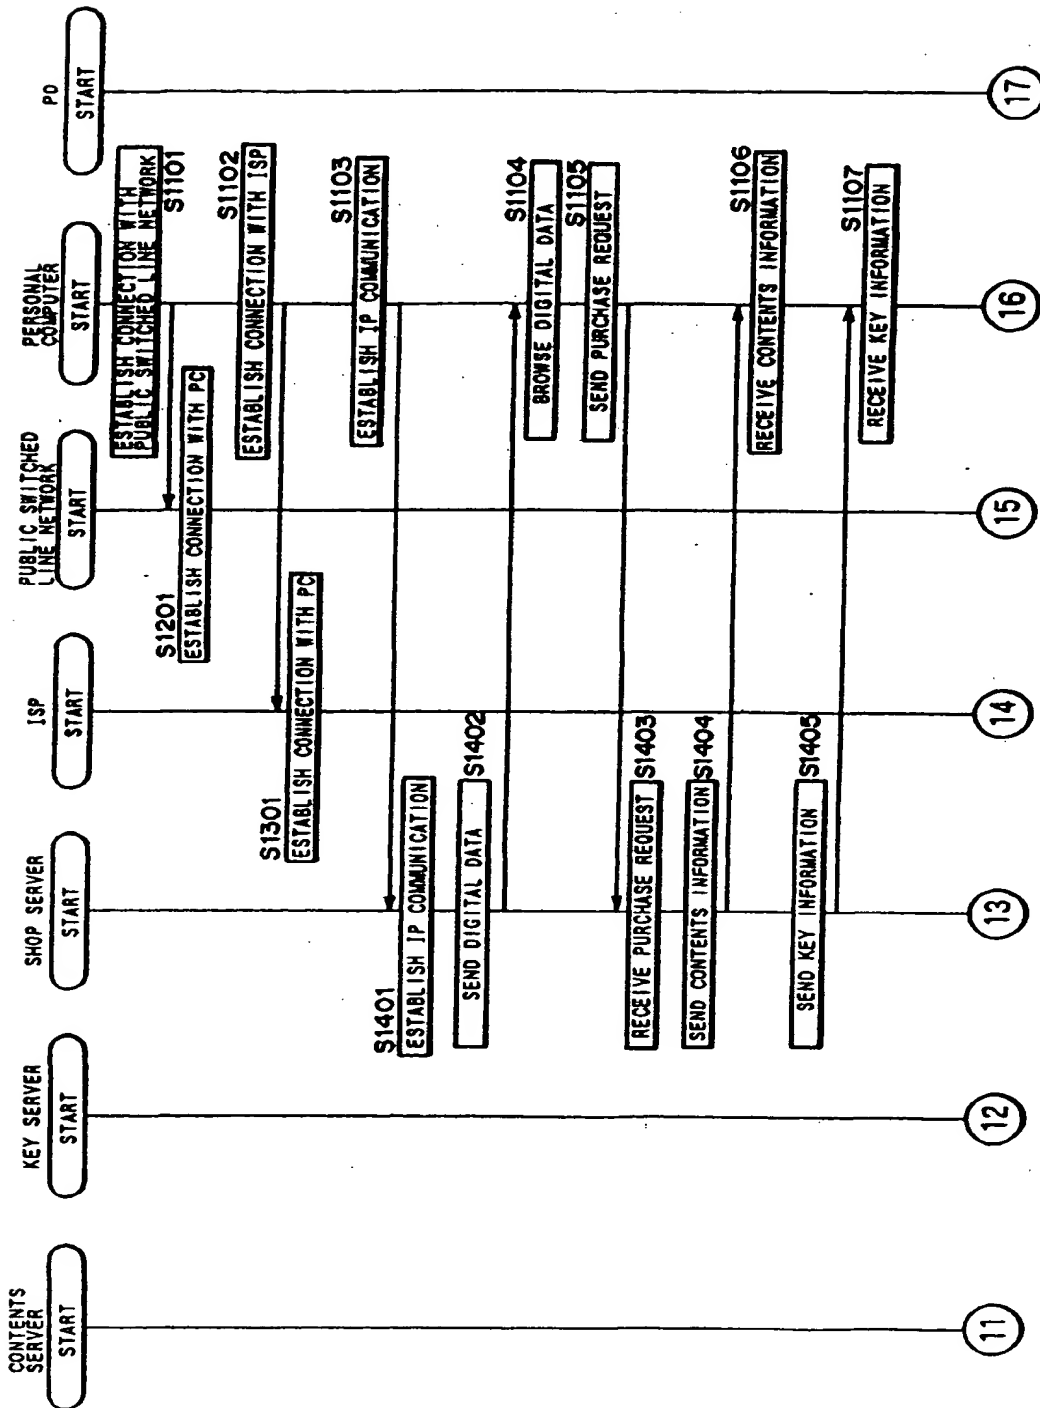 CONTENTS
SERVER
START
11
KEY SERVER
START
12
SHOP SERVER
START
S1401
ESTABLISH IP COMMUNICATION
SEND DIGITAL DATA
S1402
RECEIVE PURCHASE REQUEST
S1403
SEND CONTENTS INFORMATION
S1404
SEND KEY INFORMATION
S1405
13
ISP
START
S1301
ESTABLISH CONNECTION WITH PC
14
PUBLIC SWITCHED
LINE NETWORK
START
S1201
ESTABLISH CONNECTION WITH PC
15
PERSONAL
COMPUTER
START
ESTABLISH CONNECTION WITH
PUBLIC SWITCHED LINE NETWORK
S1101
S1102
ESTABLISH CONNECTION WITH ISP
S1103
ESTABLISH IP COMMUNICATION
S1104
BROWSE DIGITAL DATA
S1105
SEND PURCHASE REQUEST
S1106
RECEIVE CONTENTS INFORMATION
S1107
RECEIVE KEY INFORMATION
16
PD
START
17